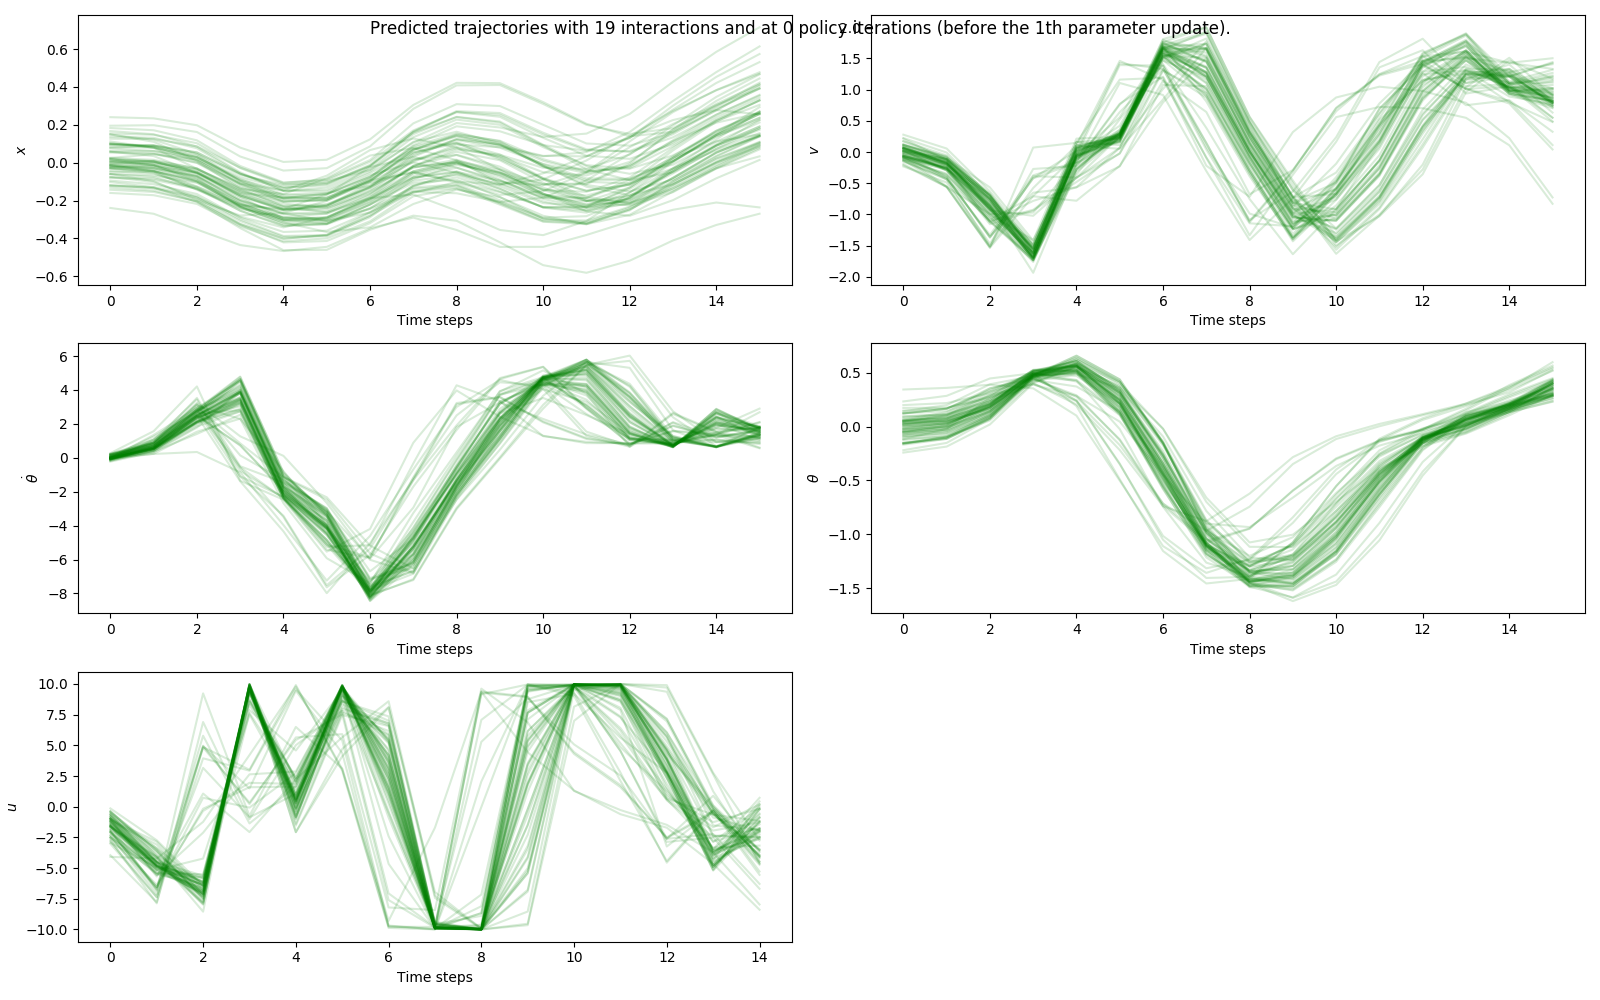 Predicted trajectories with 19 interactions and at 0 policy iterations (before the 1th parameter update).
0.6
0.4
0.2
0.0
−0.2
−0.4
−0.6
x
0 2 4 6 8 10 12 14
Time steps
2.0
1.5
1.0
0.5
0.0
−0.5
−1.0
−1.5
−2.0
v
0 2 4 6 8 10 12 14
Time steps
6
4
2
0
−2
−4
−6
−8
θ̇
0 2 4 6 8 10 12 14
Time steps
0.5
0.0
−0.5
−1.0
−1.5
θ
0 2 4 6 8 10 12 14
Time steps
10.0
7.5
5.0
2.5
0.0
−2.5
−5.0
−7.5
−10.0
u
0 2 4 6 8 10 12 14
Time steps